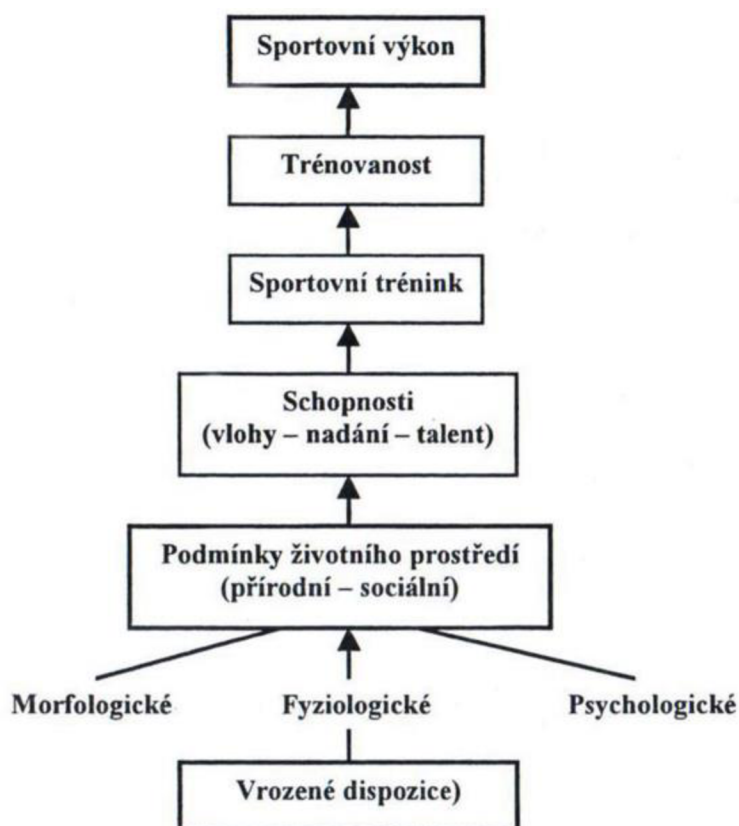 Sportovní výkon
Trénovanost
Sportovní trénink
Schopnosti
(vlohy – nadání – talent)
Podmínky životního prostředí
(přírodní – sociální)
Morfologické
Fyziologické
Psychologické
Vrozené dispozice)